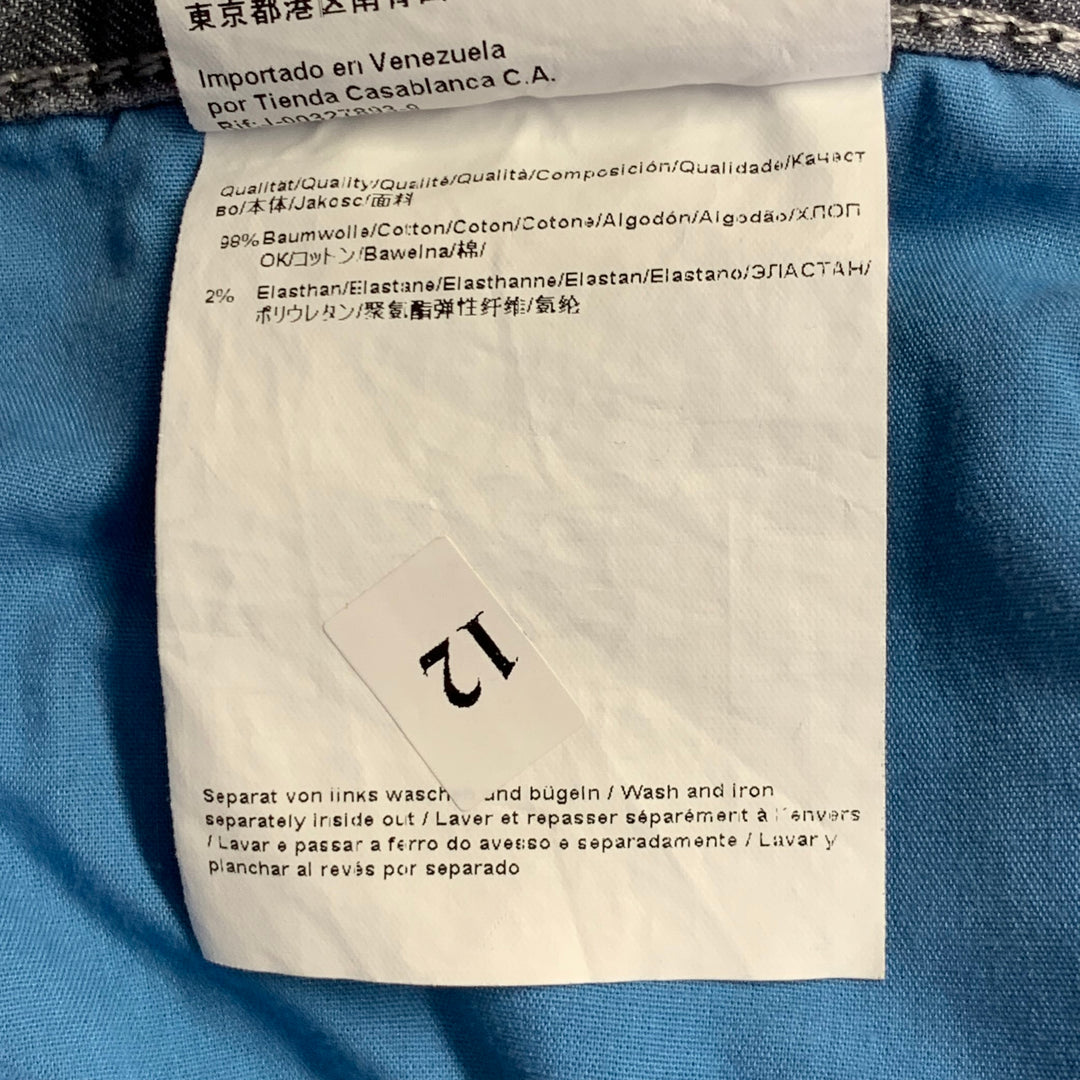 東京都港区南青山
Importado en Venezuela
por Tienda Casablanca C.A.
Rif: J-00327803-0
Qualität/Quality/Qualité/Qualità/Composición/Qualidade/Качест
во/本体/Jakosc/面料
98% Baumwolle/Cotton/Coton/Cotone/Algodón/Algodão/ХЛОП
OK/コットン/Bawelna/棉/
2% Elasthan/Elastane/Elasthanne/Elastan/Elastano/ЭЛАСТАН/
ポリウレタン/聚氨酯弹性纤维/氨纶
12
Separat von links wasch und bügeln / Wash and iron
separately inside out / Laver et repasser séparément à l'envers
/ Lavar e passar a ferro do avesso e separadamente / Lavar y
planchar al revés por separado